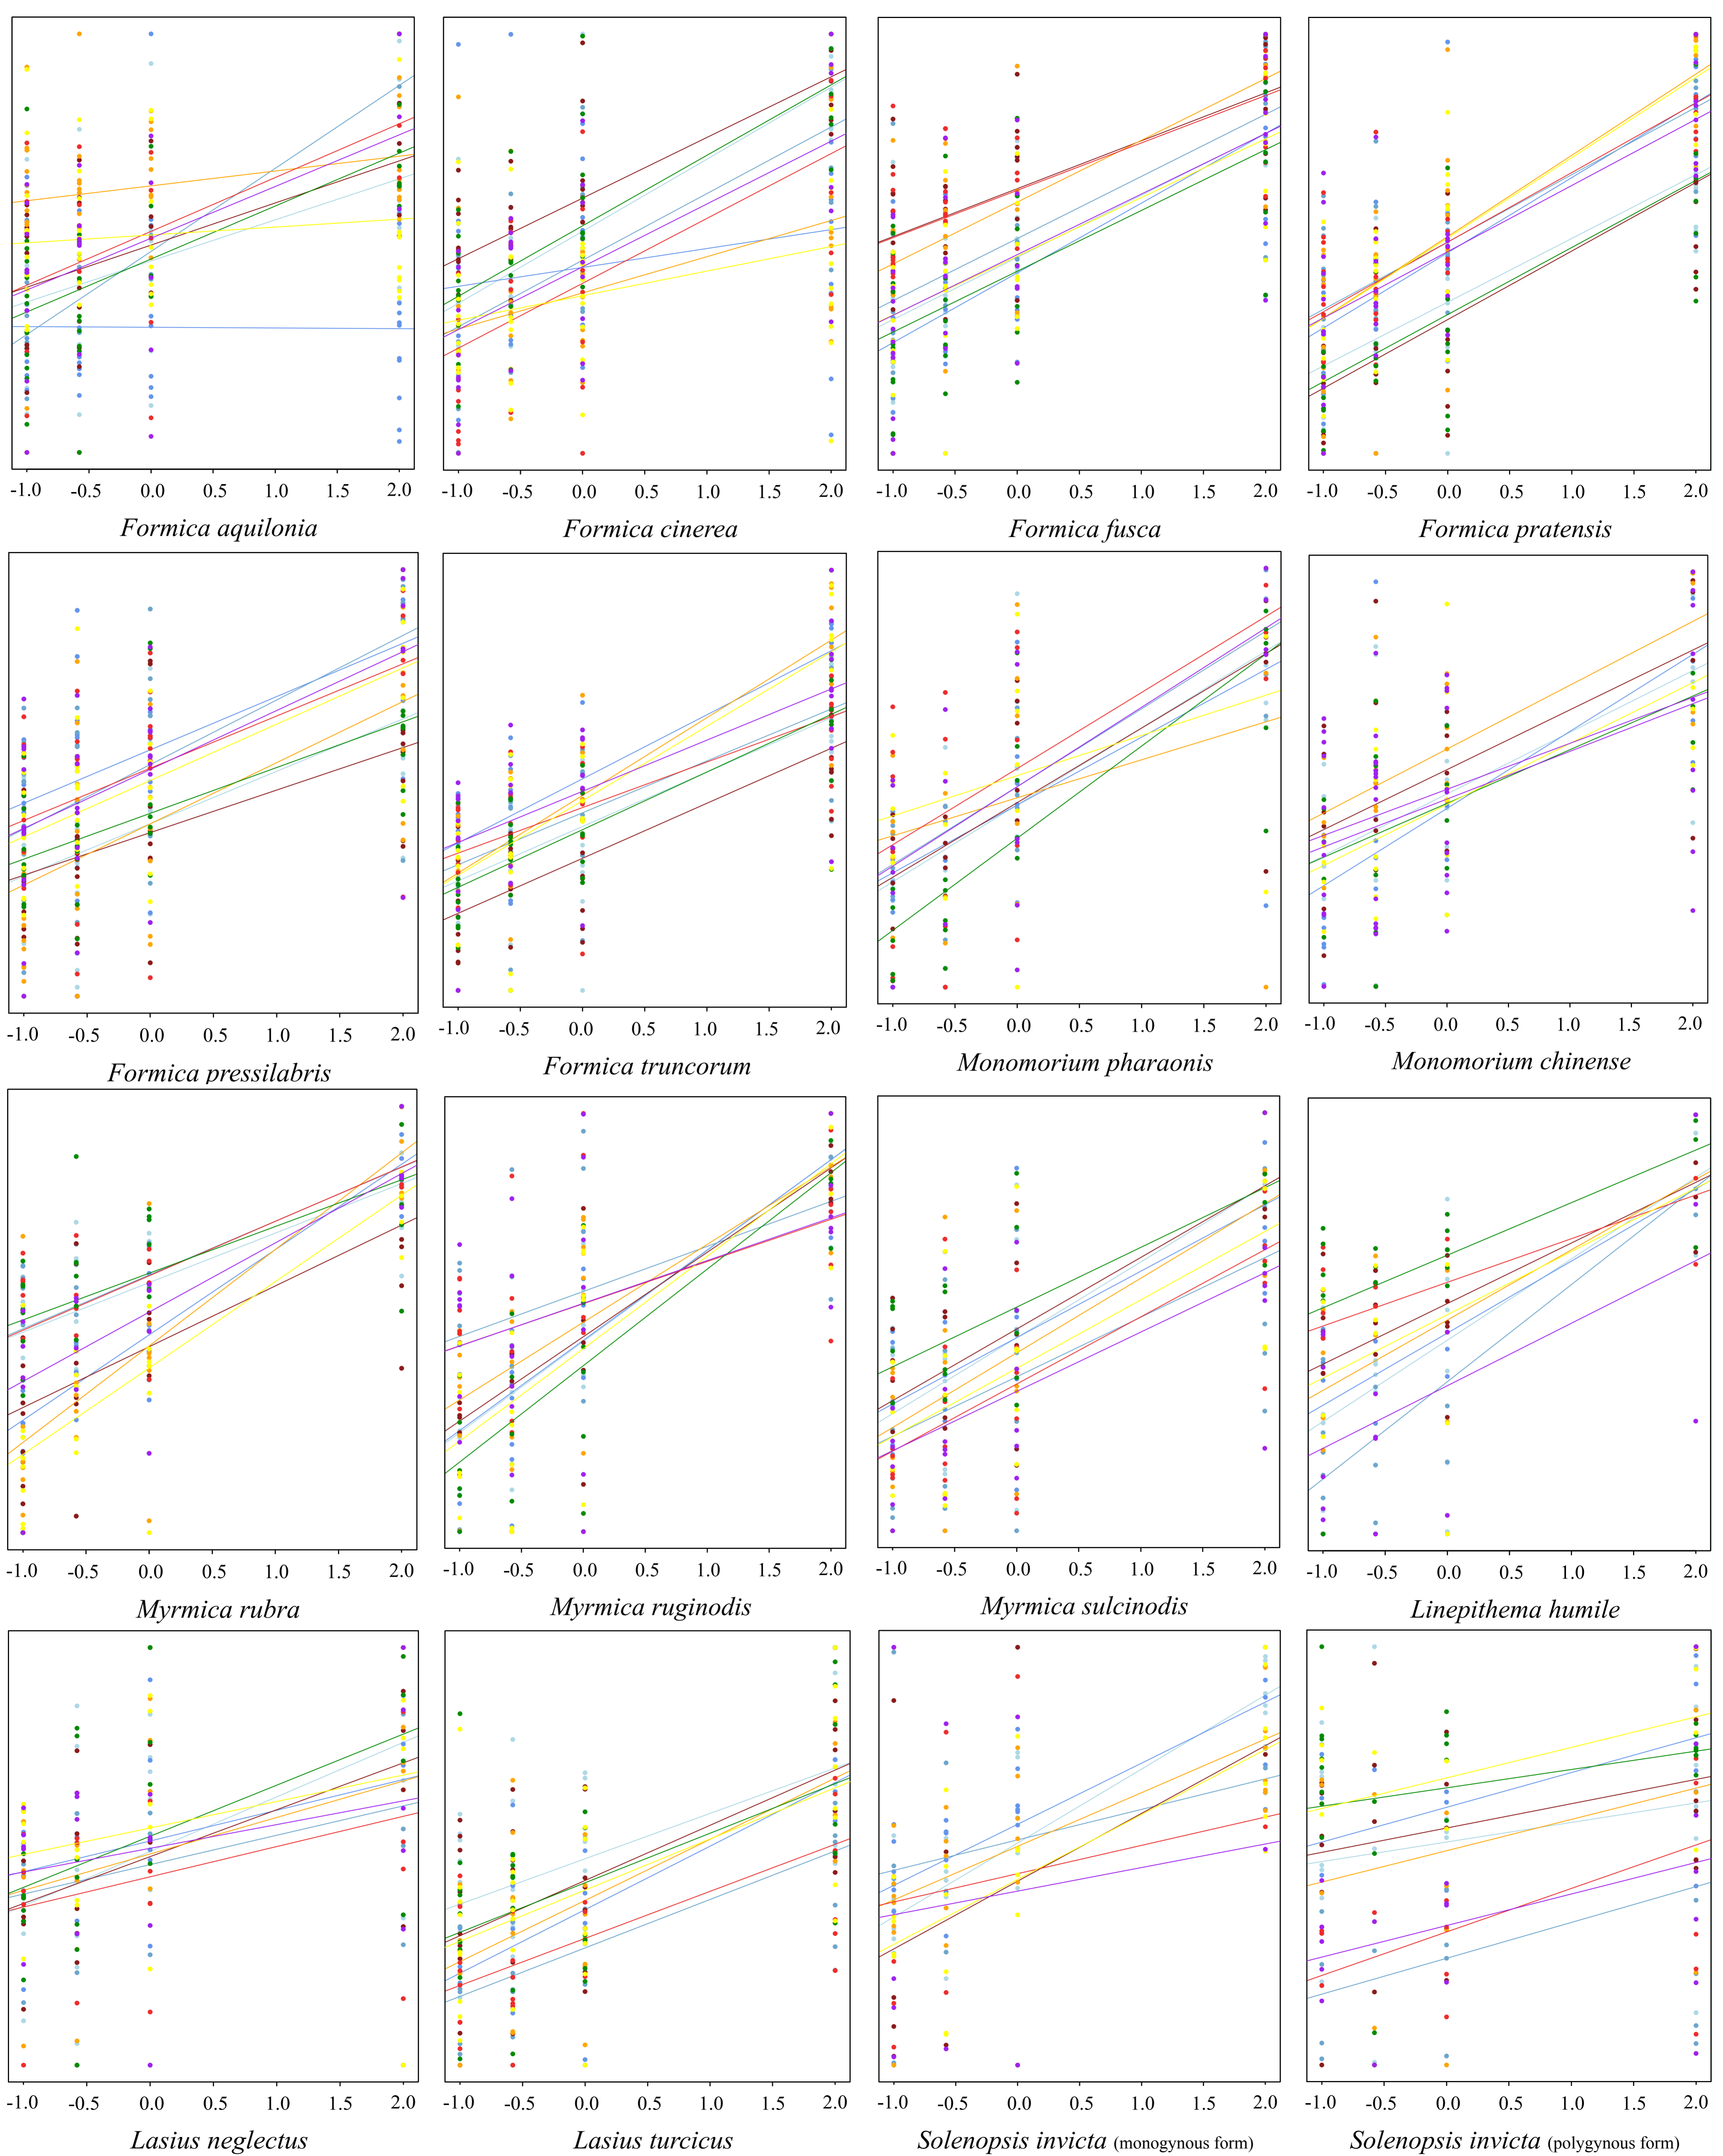 -1.0 -0.5 0.0 0.5 1.0 1.5 2.0 -1.0 -0.5 0.0 0.5 1.0 1.5 2.0 -1.0 -0.5 0.0 0.5 1.0 1.5 2.0 -1.0 -0.5 0.0 0.5 1.0 1.5 2.0
Formica aquilonia Formica cinerea Formica fusca Formica pratensis
-1.0 -0.5 0.0 0.5 1.0 1.5 2.0 -1.0 -0.5 0.0 0.5 1.0 1.5 2.0 -1.0 -0.5 0.0 0.5 1.0 1.5 2.0 -1.0 -0.5 0.0 0.5 1.0 1.5 2.0
Formica pressilabris Formica truncorum Monomorium pharaonis Monomorium chinense
-1.0 -0.5 0.0 0.5 1.0 1.5 2.0 -1.0 -0.5 0.0 0.5 1.0 1.5 2.0 -1.0 -0.5 0.0 0.5 1.0 1.5 2.0 -1.0 -0.5 0.0 0.5 1.0 1.5 2.0
Myrmica rubra Myrmica ruginodis Myrmica sulcinodis Linepithema humile
-1.0 -0.5 0.0 0.5 1.0 1.5 2.0 -1.0 -0.5 0.0 0.5 1.0 1.5 2.0 -1.0 -0.5 0.0 0.5 1.0 1.5 2.0 -1.0 -0.5 0.0 0.5 1.0 1.5 2.0
Lasius neglectus Lasius turcicus Solenopsis invicta (monogynous form) Solenopsis invicta (polygynous form)